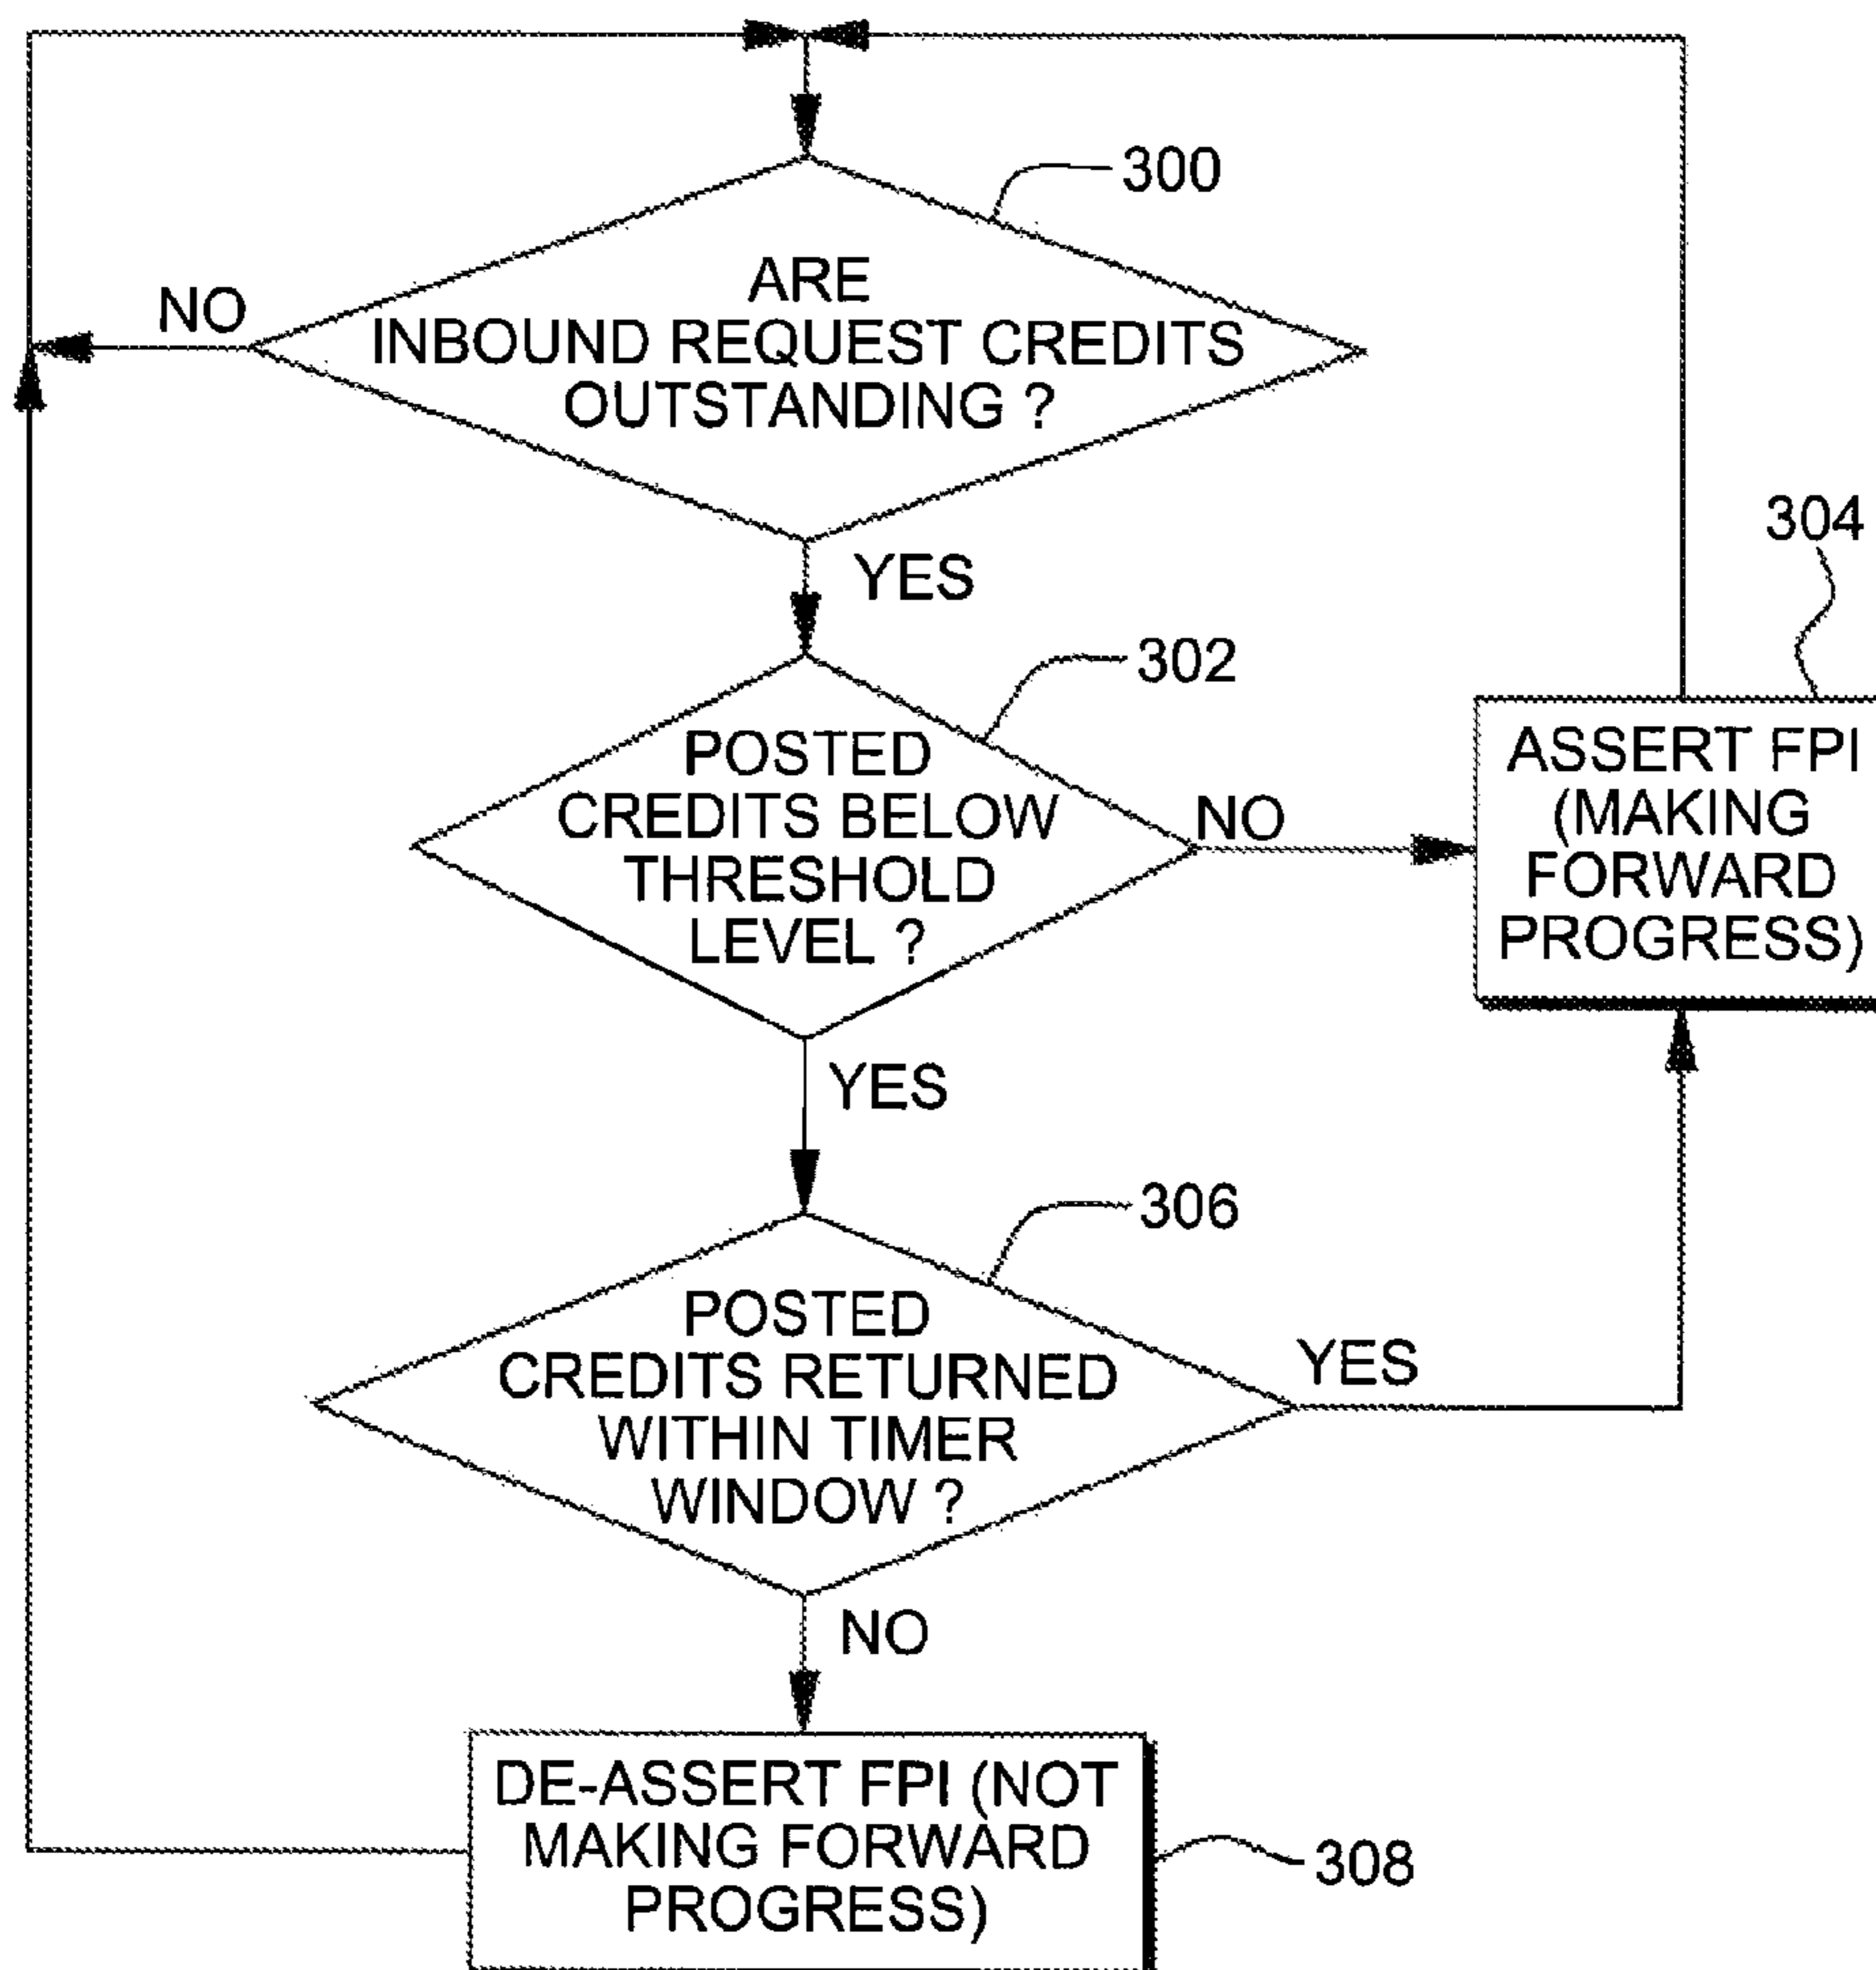 300
ARE
INBOUND REQUEST CREDITS
OUTSTANDING ?
NO
YES
302
POSTED
CREDITS BELOW
THRESHOLD
LEVEL ?
NO
304
ASSERT FPI
(MAKING
FORWARD
PROGRESS)
YES
306
POSTED
CREDITS RETURNED
WITHIN TIMER
WINDOW ?
YES
NO
DE-ASSERT FPI (NOT
MAKING FORWARD
PROGRESS)
308